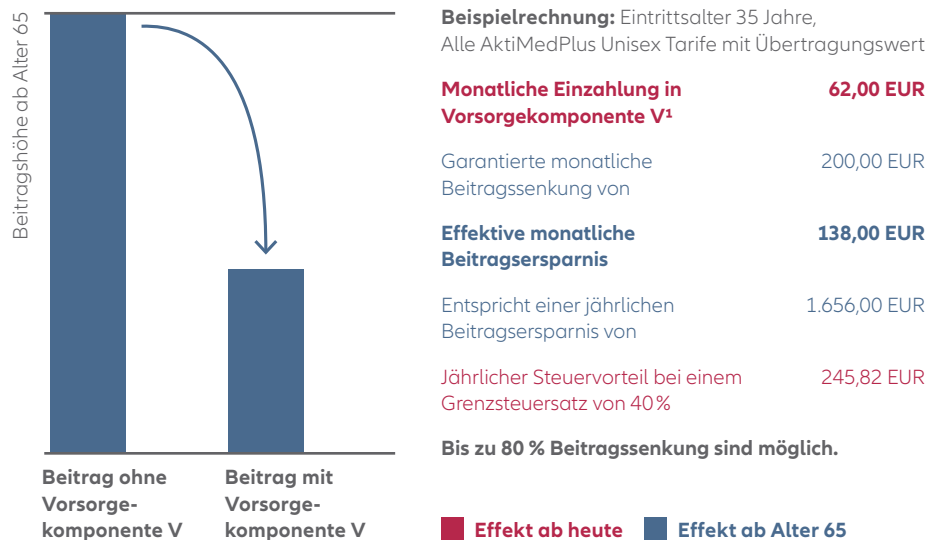 Beitragshöhe ab Alter 65
Beitrag ohne
Vorsorge-
komponente V
Beitrag mit
Vorsorge-
komponente V
Beispielrechnung: Eintrittsalter 35 Jahre,
Alle AktiMedPlus Unisex Tarife mit Übertragungswert
Monatliche Einzahlung in 62,00 EUR
Vorsorgekomponente V¹
Garantierte monatliche 200,00 EUR
Beitragssenkung von
Effektive monatliche 138,00 EUR
Beitragsersparnis
Entspricht einer jährlichen 1.656,00 EUR
Beitragsersparnis von
Jährlicher Steuervorteil bei einem 245,82 EUR
Grenzsteuersatz von 40 %
Bis zu 80 % Beitragssenkung sind möglich.
Effekt ab heute Effekt ab Alter 65